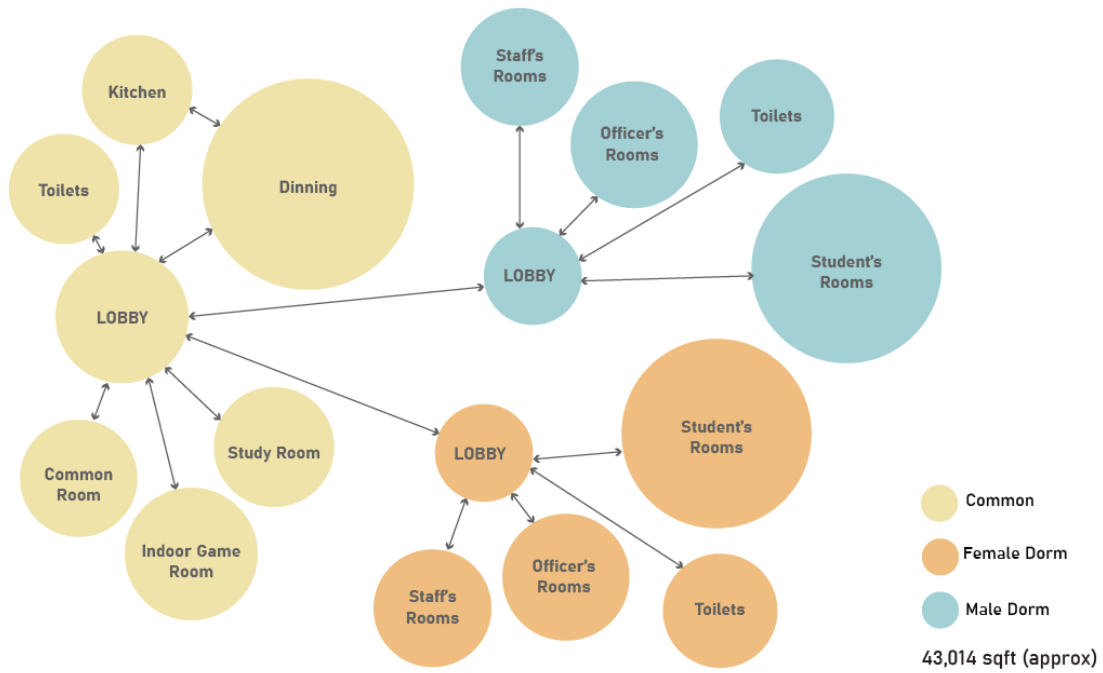 Kitchen
Dinning
Toilets
LOBBY
Common
Room
Indoor Game
Room
Study Room
Staff's
Rooms
Officer's
Rooms
Toilets
Student's
Rooms
LOBBY
LOBBY
Student's
Rooms
Staff's
Rooms
Officer's
Rooms
Toilets
Common
Female Dorm
Male Dorm
43,014 sqft (approx)